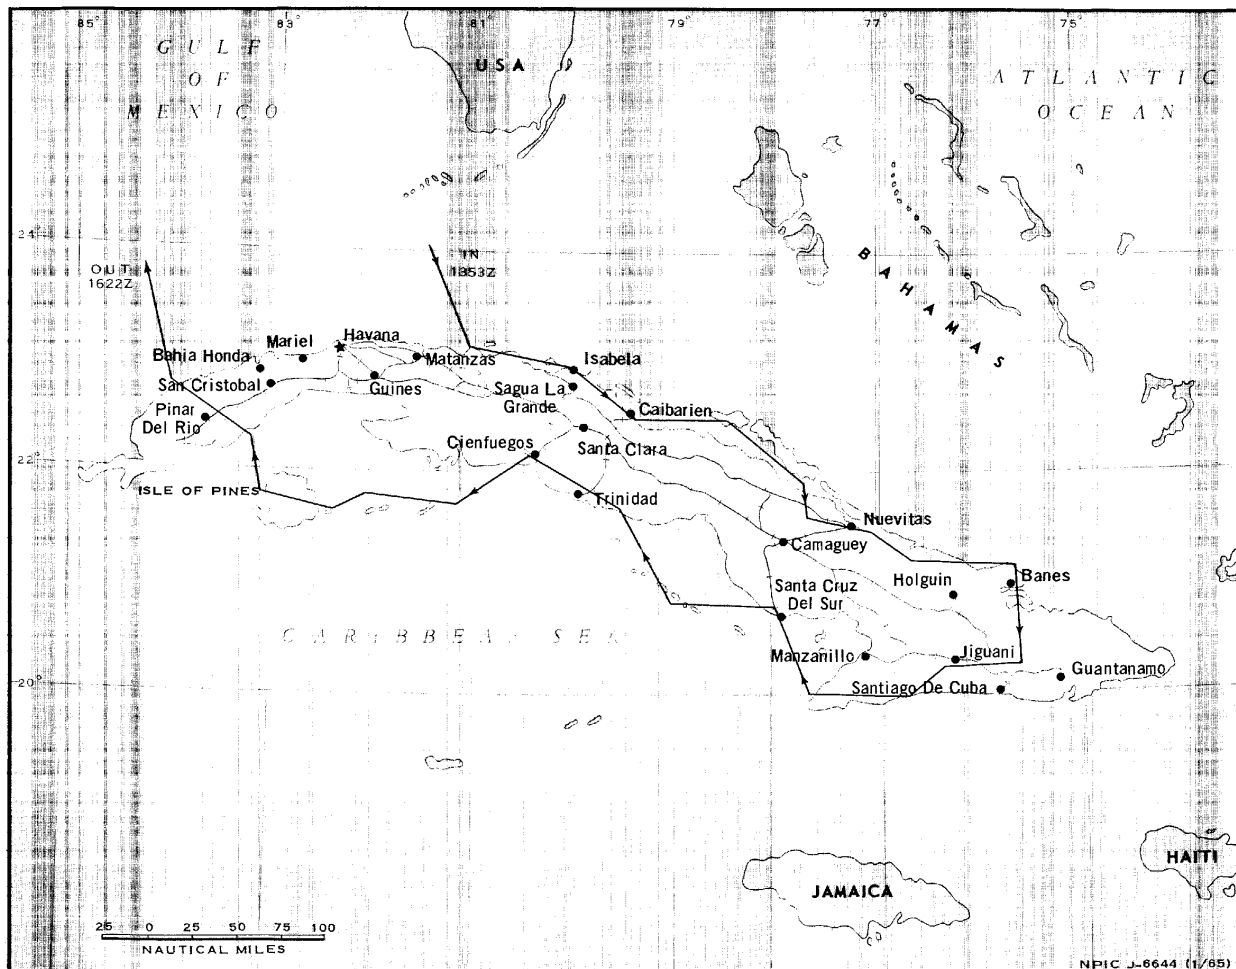 85°
83°
81°
79°
77°
75°
GULF
OF
MEXICO
USA
ATLANTIC
OCEAN
24°
OUT
1622Z
IN
1353Z
BAHAMAS
Havana
Mariel
Bahia Honda
Matanzas
San Cristobal
Guines
Isabela
Sagua La
Grande
Pinar
Del Rio
Caibarien
Cienfuegos
Santa Clara
22°
ISLE OF PINES
Trinidad
Nuevitas
Camaguey
Holguin
Banes
Santa Cruz
Del Sur
CARIBBEAN SEA
Manzanillo
Jiguani
Guantanamo
20°
Santiago De Cuba
HAITI
JAMAICA
25 0 25 50 75 100
NAUTICAL MILES
NPIC J-6644 (1/65)